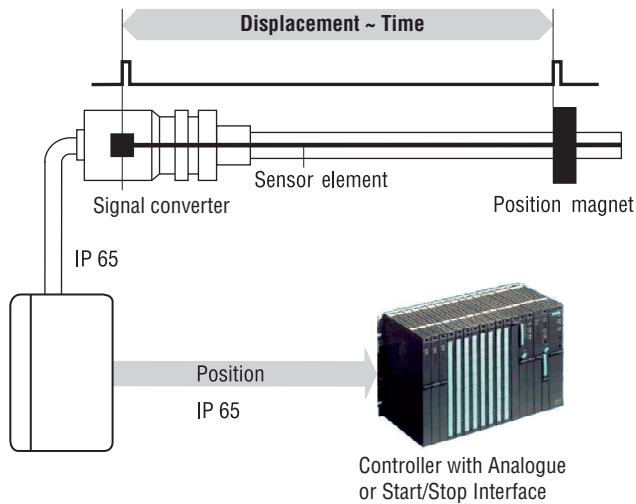 Displacement ~ Time
Sensor element
Signal converter
Position magnet
IP 65
Position
IP 65
Controller with Analogue
or Start/Stop Interface